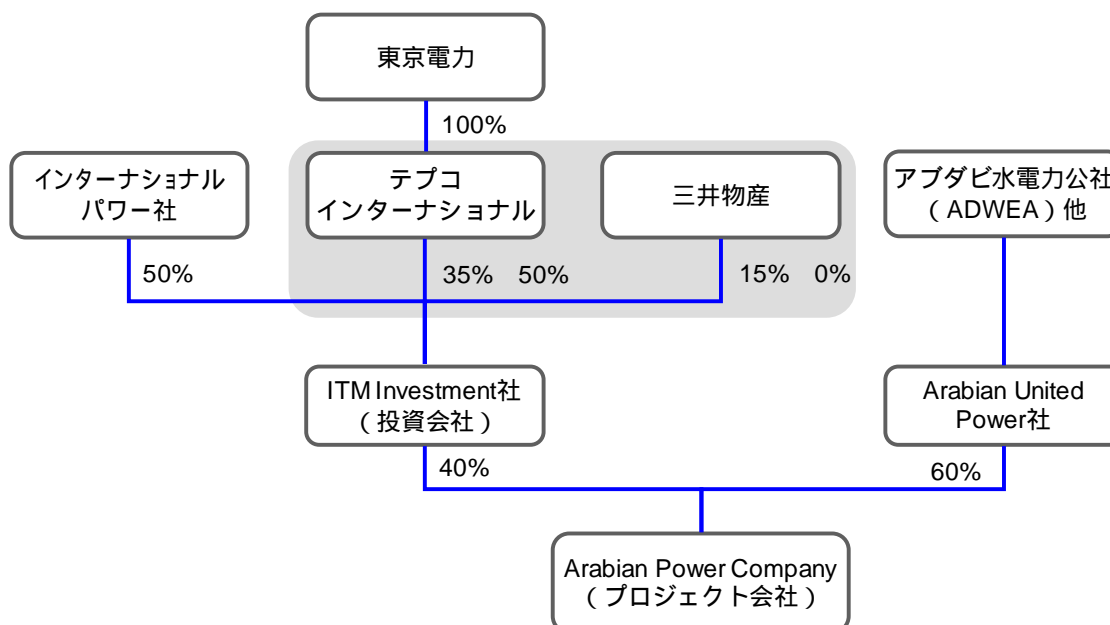 東京電力
100%
インターナショナル
パワー社
テプコ
インターナショナル
三井物産
アブダビ水電力公社
(ADWEA)他
50%
35% 50%
15% 0%
ITM Investment社
(投資会社)
Arabian United
Power社
40%
60%
Arabian Power Company
(プロジェクト会社)